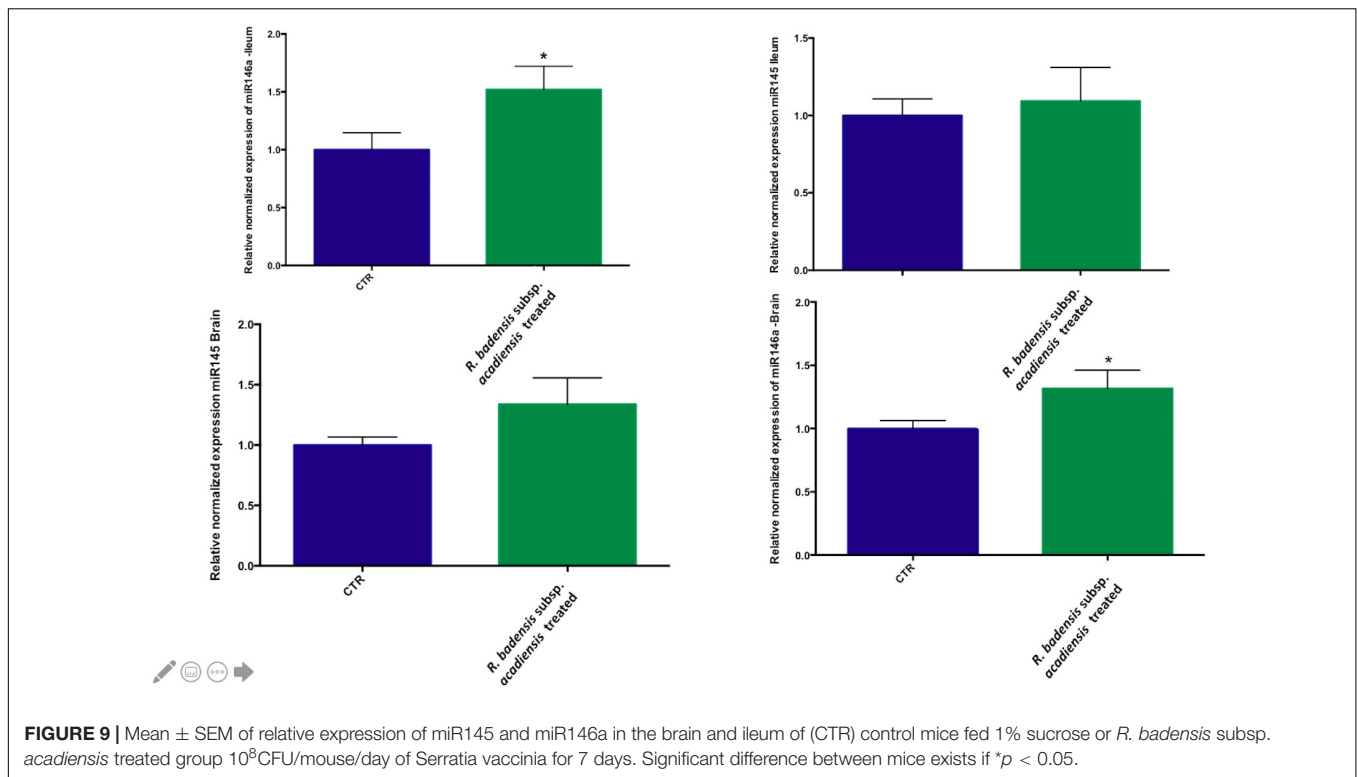 Relative normalized expression of miR146a -Ileum
2.0
1.5
1.0
0.5
0.0
*
CTR
R. badensis subsp.
acadiensis treated
Relative normalized expression miR145 Ileum
1.5
1.0
0.5
0.0
R. badensis subsp.
acadiensis treated
Relative normalized expression miR145 Brain
2.0
1.5
1.0
0.5
0.0
CTR
R. badensis subsp.
acadiensis treated
Relative normalized expression of miR146a -Brain
2.0
1.5
1.0
0.5
0.0
*
CTR
R. badensis subsp.
acadiensis treated
FIGURE 9 | Mean ± SEM of relative expression of miR145 and miR146a in the brain and ileum of (CTR) control mice fed 1% sucrose or R. badensis subsp.
acadiensis treated group 10⁸CFU/mouse/day of Serratia vaccinia for 7 days. Significant difference between mice exists if *p < 0.05.